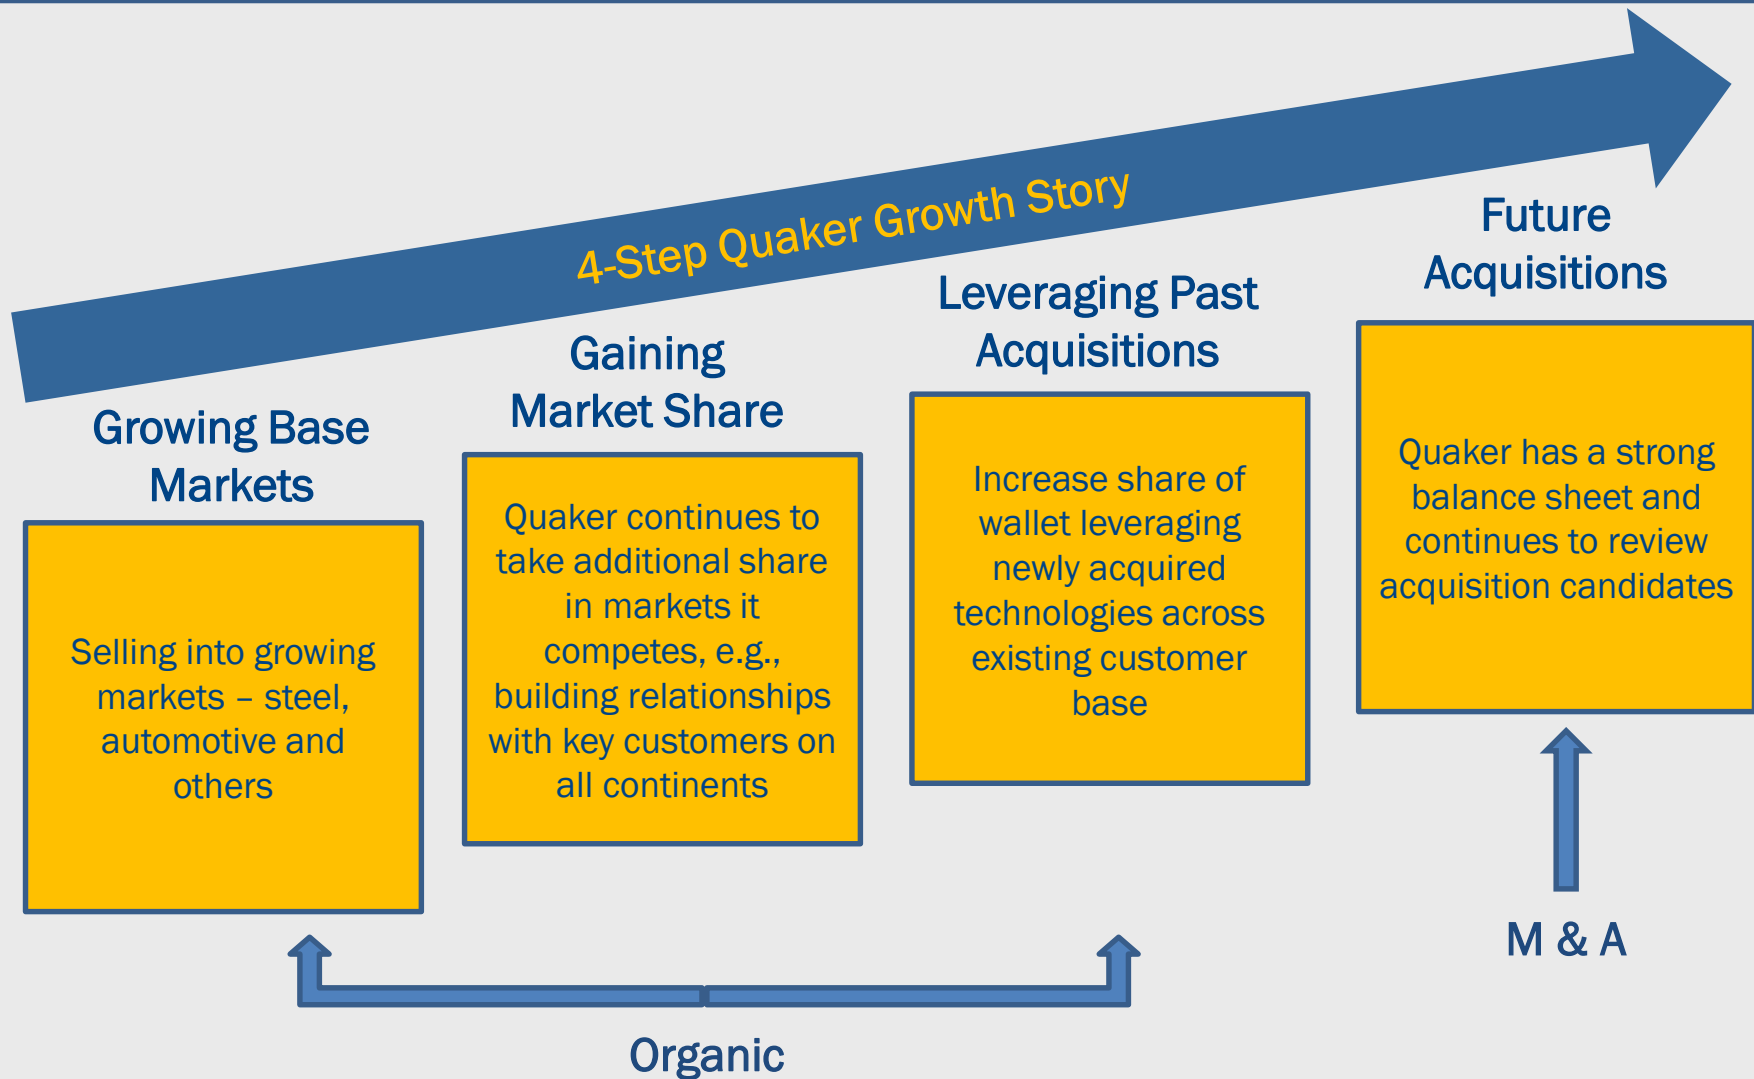 4-Step Quaker Growth Story
Growing Base
Markets
Selling into growing
markets – steel,
automotive and
others
Gaining
Market Share
Quaker continues to
take additional share
in markets it
competes, e.g.,
building relationships
with key customers on
all continents
Leveraging Past
Acquisitions
Increase share of
wallet leveraging
newly acquired
technologies across
existing customer
base
Future
Acquisitions
Quaker has a strong
balance sheet and
continues to review
acquisition candidates
Organic
M & A